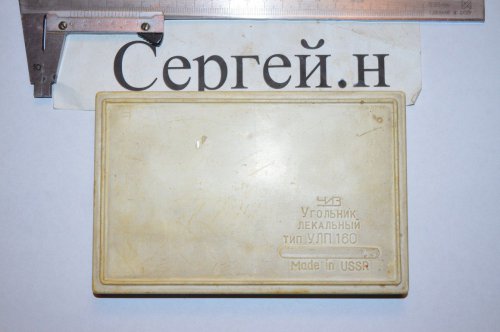 Сергей.н
ЧИЗ
Угольник
лекальный
тип УЛП 160
Made in USSR